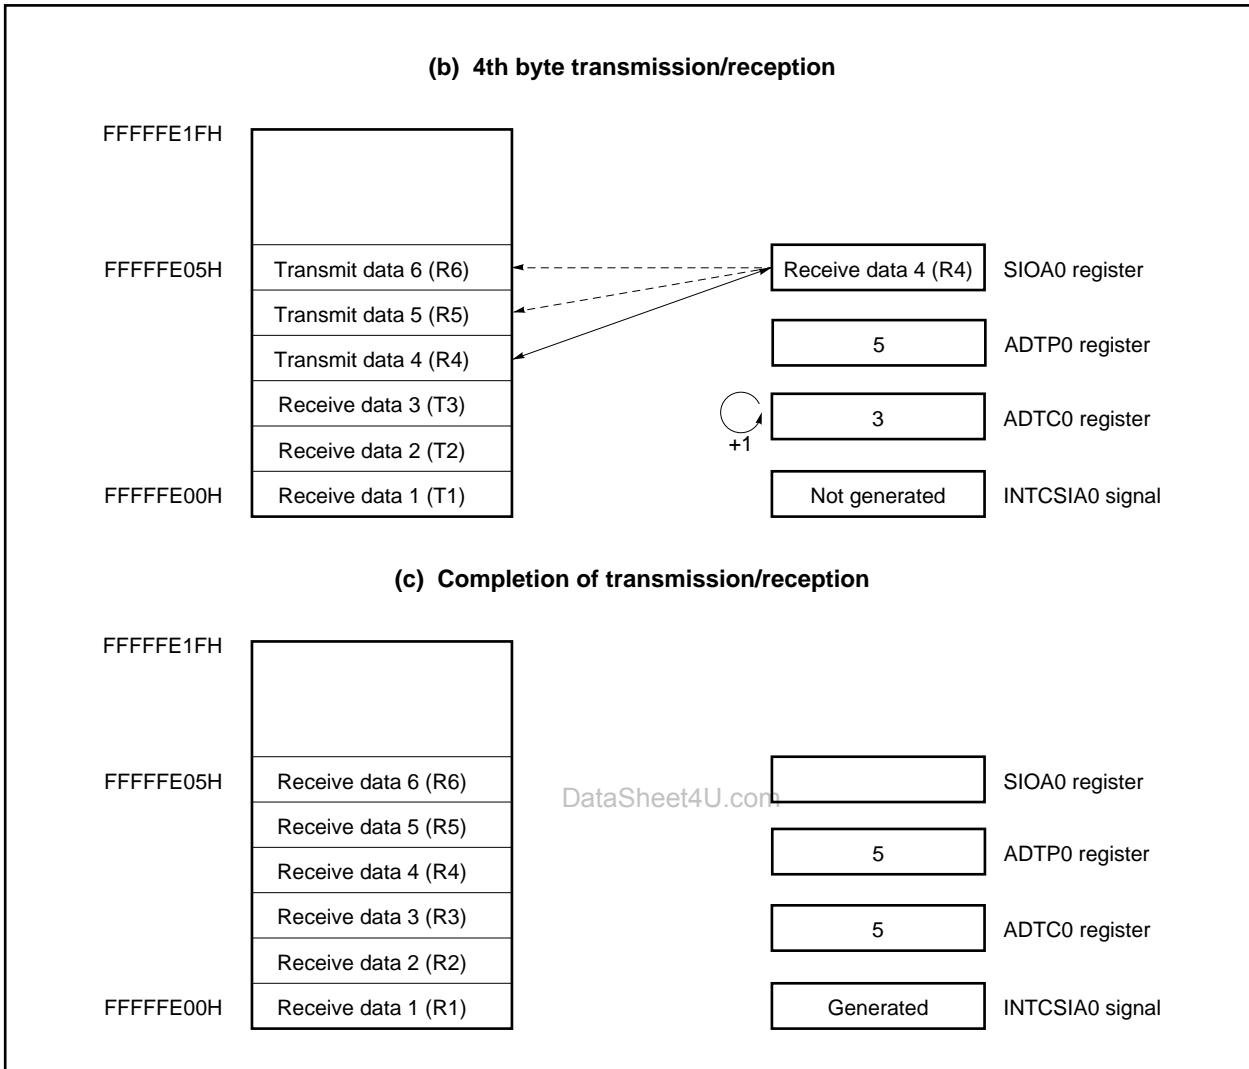 (b) 4th byte transmission/reception
FFFFFE1FH
FFFFFE05H
Transmit data 6 (R6)
Receive data 4 (R4)
SIOA0 register
Transmit data 5 (R5)
5
ADTP0 register
Transmit data 4 (R4)
Receive data 3 (T3)
3
ADTC0 register
+1
Receive data 2 (T2)
FFFFFE00H
Receive data 1 (T1)
Not generated
INTCSIA0 signal
(c) Completion of transmission/reception
FFFFFE1FH
FFFFFE05H
Receive data 6 (R6)
SIOA0 register
DataSheet4U.com
Receive data 5 (R5)
5
ADTP0 register
Receive data 4 (R4)
Receive data 3 (R3)
5
ADTC0 register
Receive data 2 (R2)
FFFFFE00H
Receive data 1 (R1)
Generated
INTCSIA0 signal